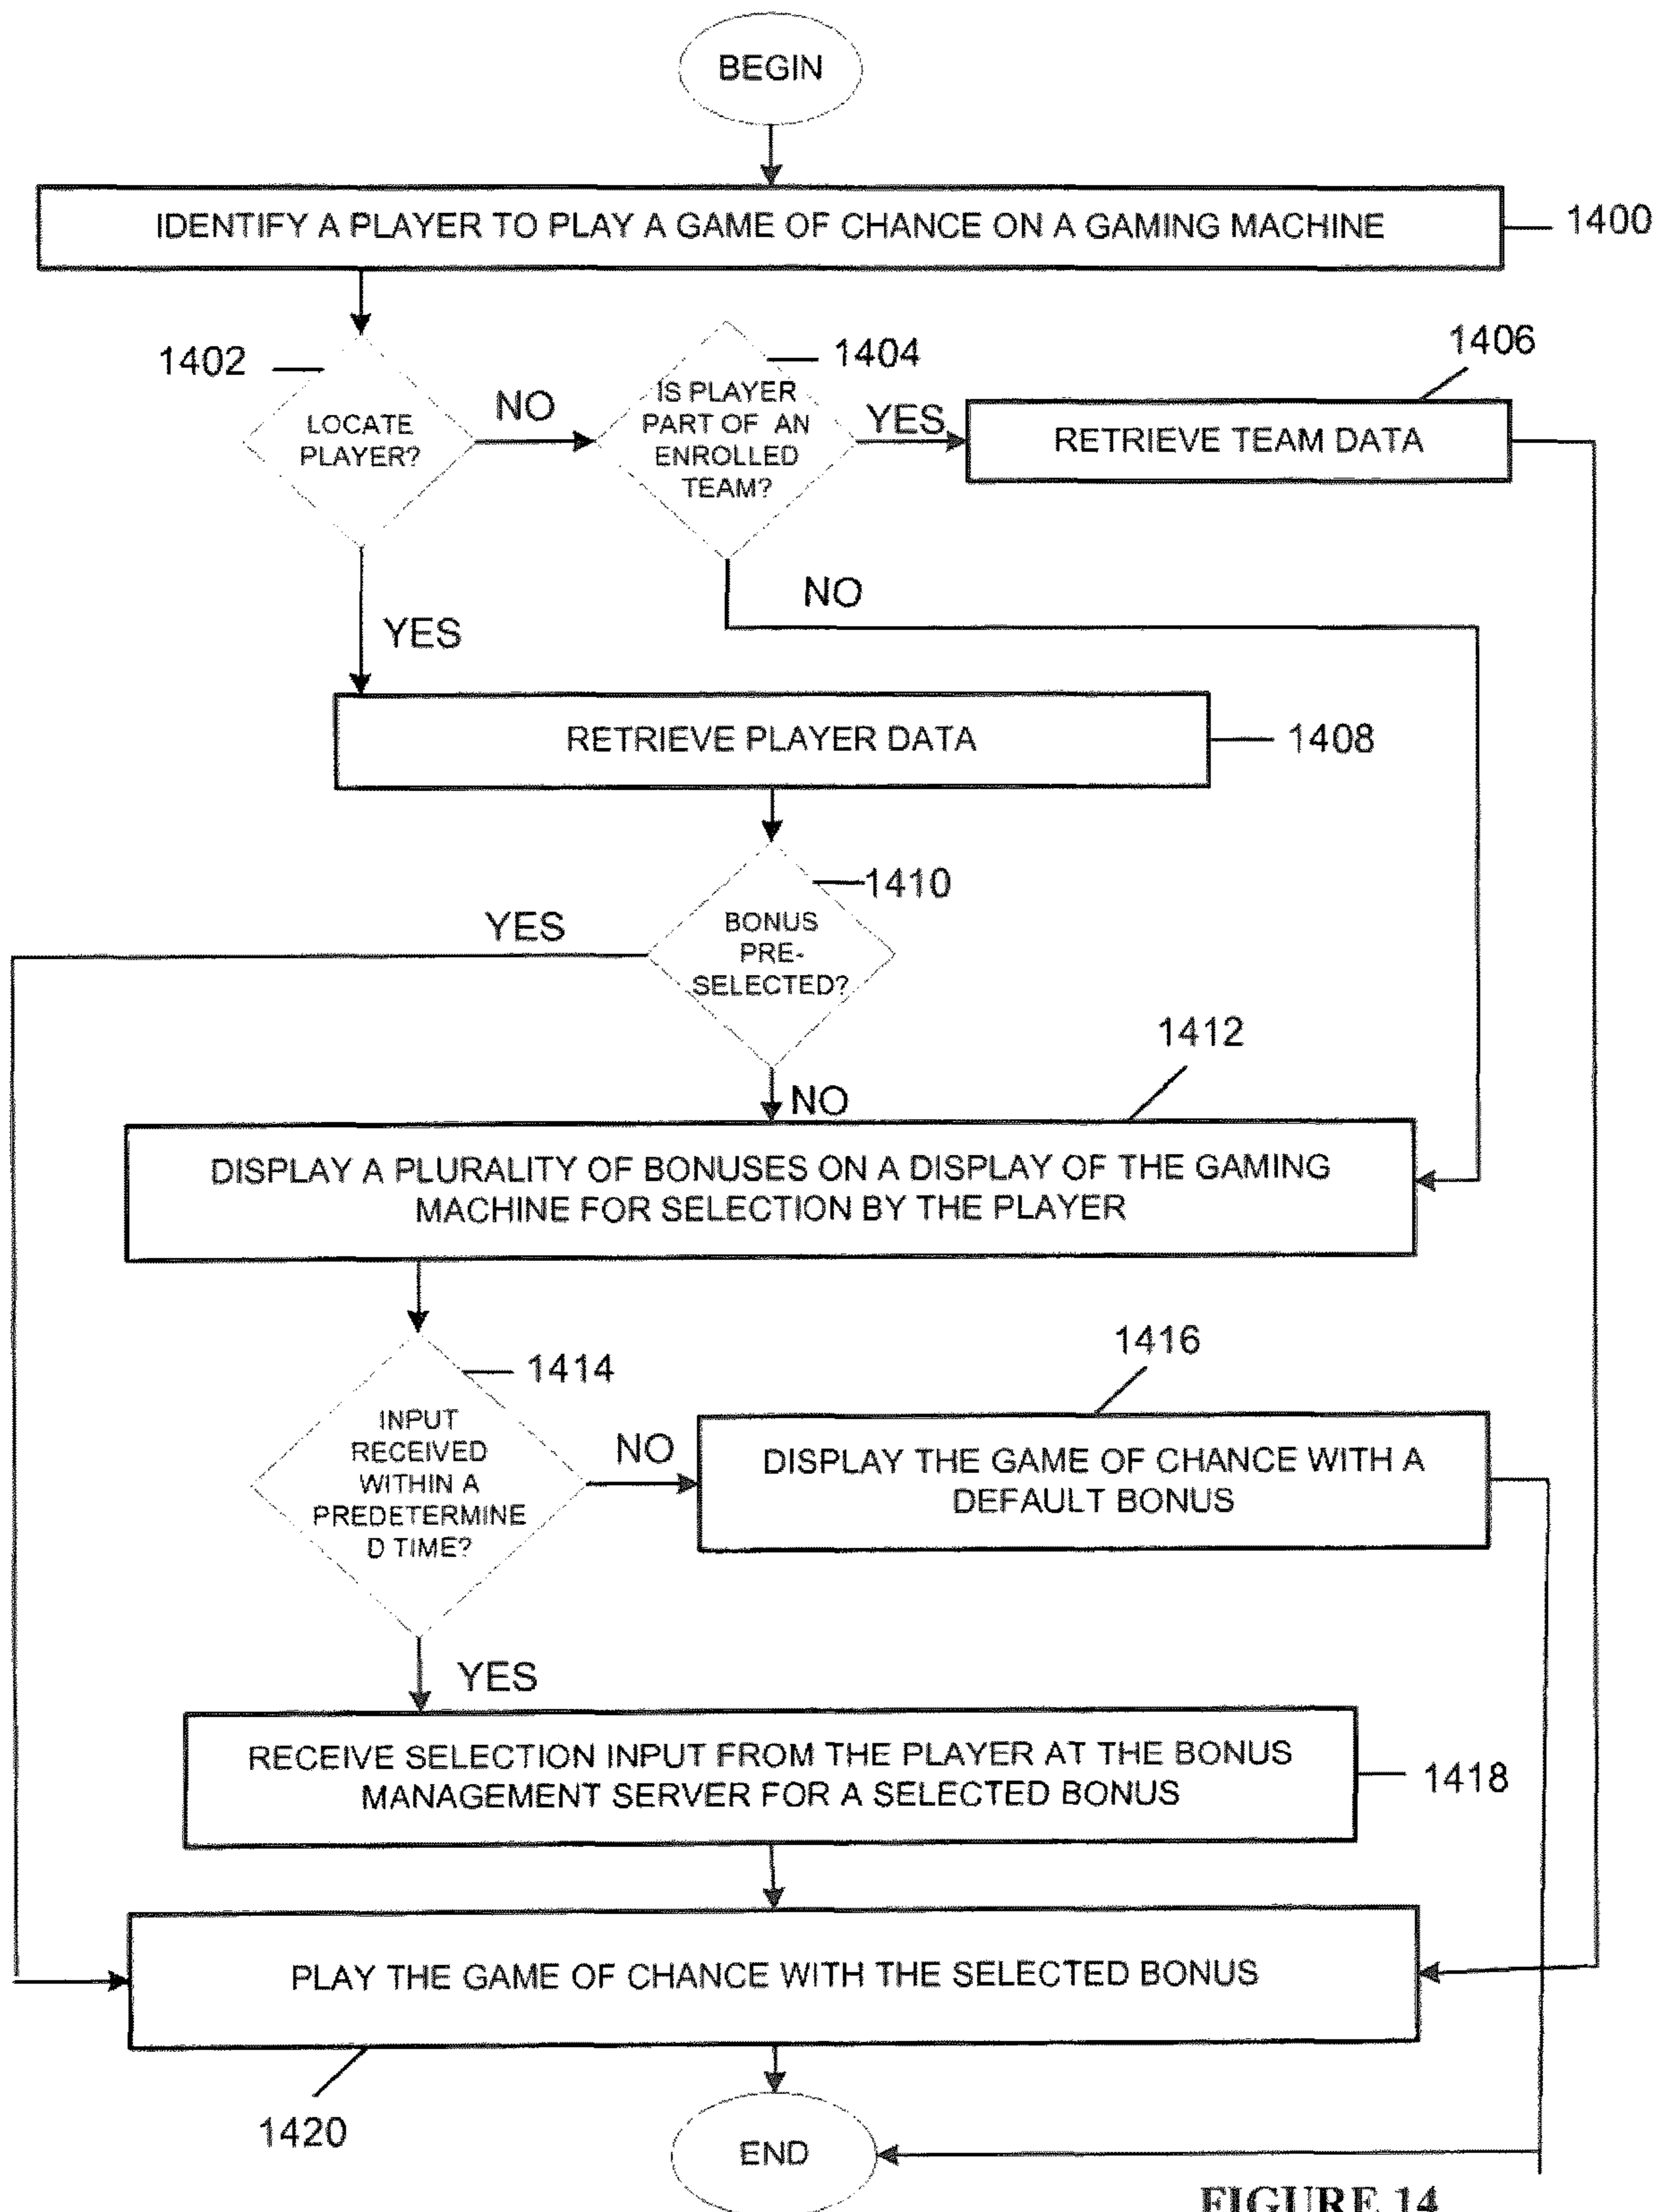 BEGIN
IDENTIFY A PLAYER TO PLAY A GAME OF CHANCE ON A GAMING MACHINE
1400
1402
LOCATE
PLAYER?
NO
1404
IS PLAYER
PART OF AN
ENROLLED
TEAM?
YES
1406
RETRIEVE TEAM DATA
NO
YES
RETRIEVE PLAYER DATA
1408
1410
BONUS
PRE-
SELECTED?
YES
NO
1412
DISPLAY A PLURALITY OF BONUSES ON A DISPLAY OF THE GAMING
MACHINE FOR SELECTION BY THE PLAYER
1414
INPUT
RECEIVED
WITHIN A
PREDETERMINE
D TIME?
NO
1416
DISPLAY THE GAME OF CHANCE WITH A
DEFAULT BONUS
YES
RECEIVE SELECTION INPUT FROM THE PLAYER AT THE BONUS
MANAGEMENT SERVER FOR A SELECTED BONUS
1418
PLAY THE GAME OF CHANCE WITH THE SELECTED BONUS
1420
END
FIGURE 14